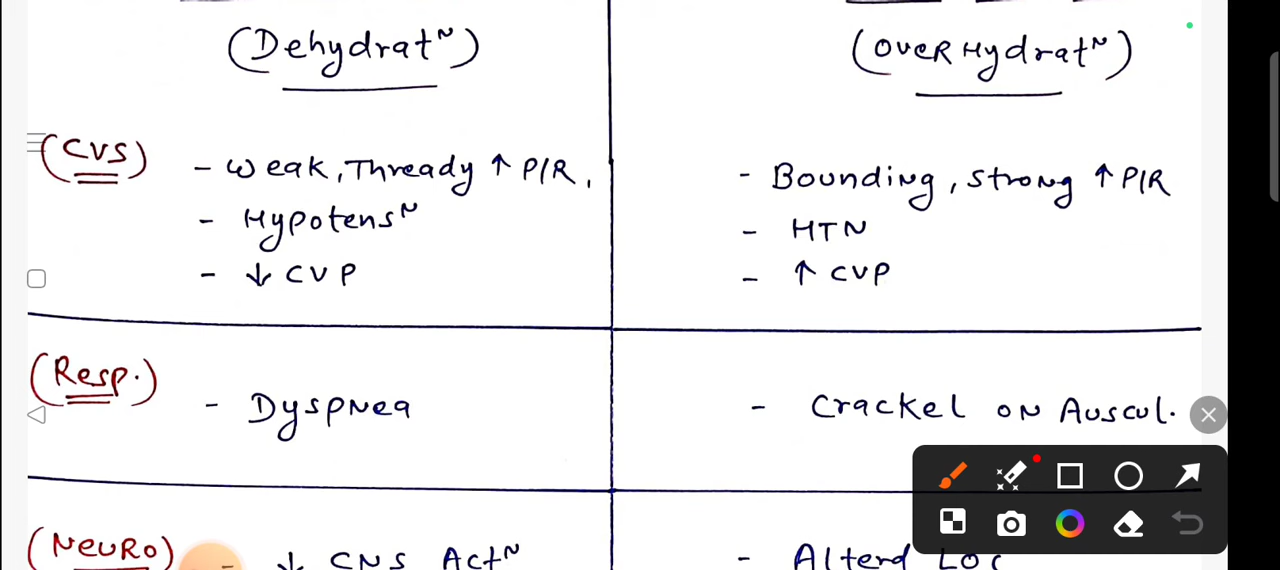 (Dehydratᴺ)
(OveR Hydratᴺ)
(CVS)
- Weak, Thready ↑ P/R,
- Hypotensᴺ
- ↓ CVP
- Bounding, Strong ↑ P/R
- HTN
- ↑ CVP
(Resp.)
- Dyspnea
- Crackel on Auscul.
(Neuro)
- ↓ CNS Actᴺ
- Alterd LOC